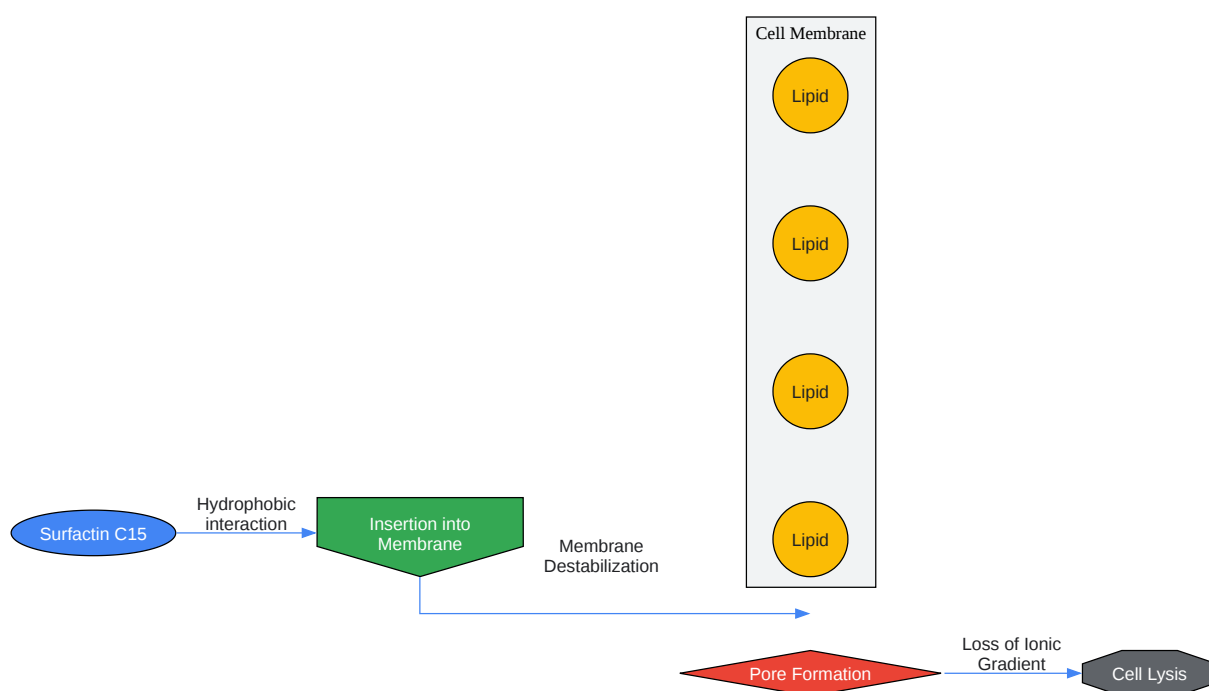 Cell Membrane
Lipid
Lipid
Lipid
Lipid
Surfactin C15
Hydrophobic
interaction
Insertion into
Membrane
Membrane
Destabilization
Pore Formation
Loss of Ionic
Gradient
Cell Lysis